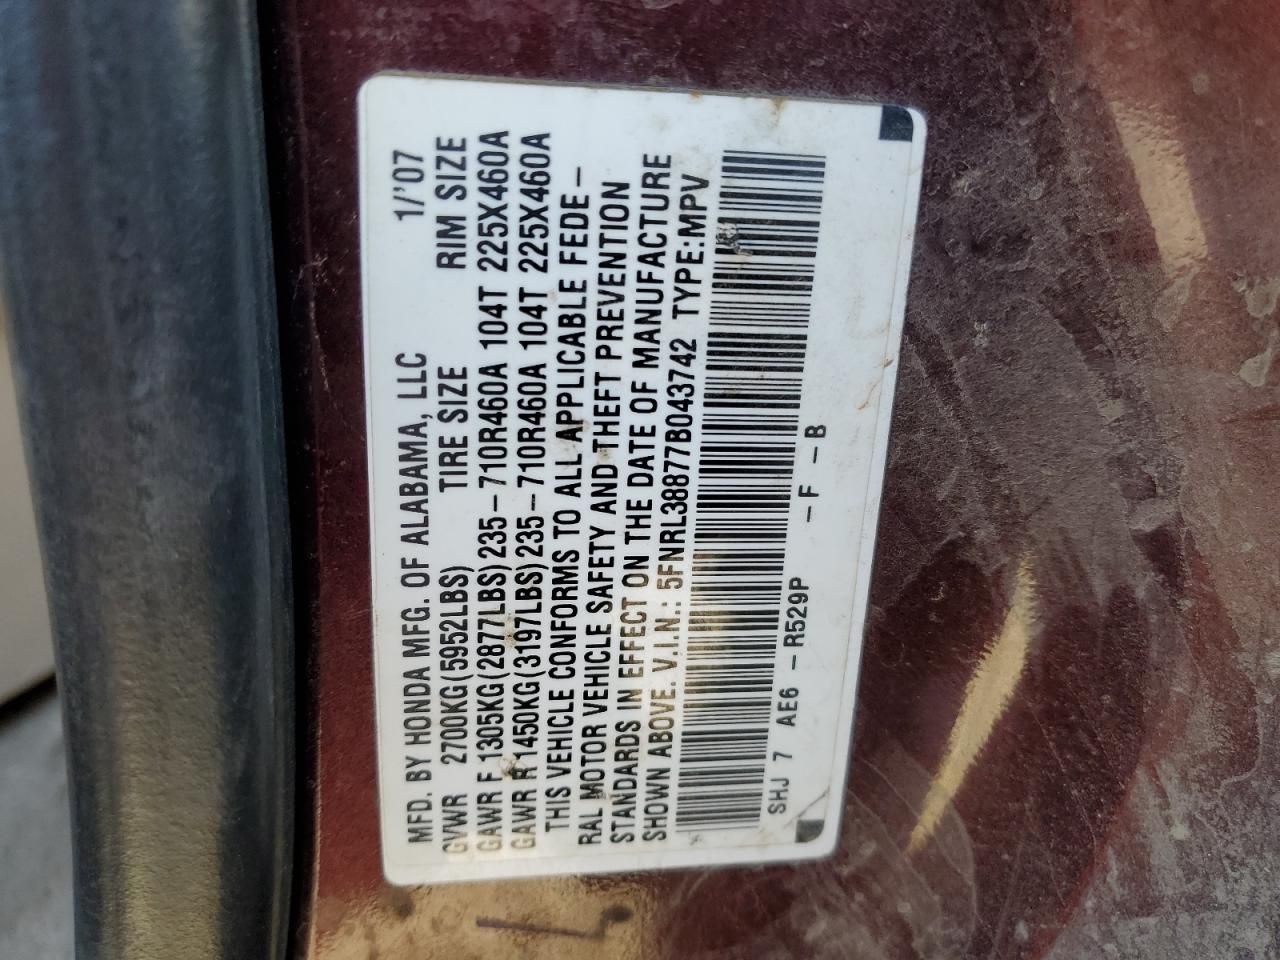 MFD. BY HONDA MFG. OF ALABAMA, LLC 1/'07
GVWR 2700KG(5952LBS) TIRE SIZE RIM SIZE
GAWR F 1305KG(2877LBS) 235-710R460A 104T 225X460A
GAWR R 1450KG(3197LBS) 235-710R460A 104T 225X460A
THIS VEHICLE CONFORMS TO ALL APPLICABLE FEDE-
RAL MOTOR VEHICLE SAFETY AND THEFT PREVENTION
STANDARDS IN EFFECT ON THE DATE OF MANUFACTURE
SHOWN ABOVE. V.I.N.: 5FNRL38877B043742 TYPE:MPV
SHJ 7 AE6 - R529P - F - B